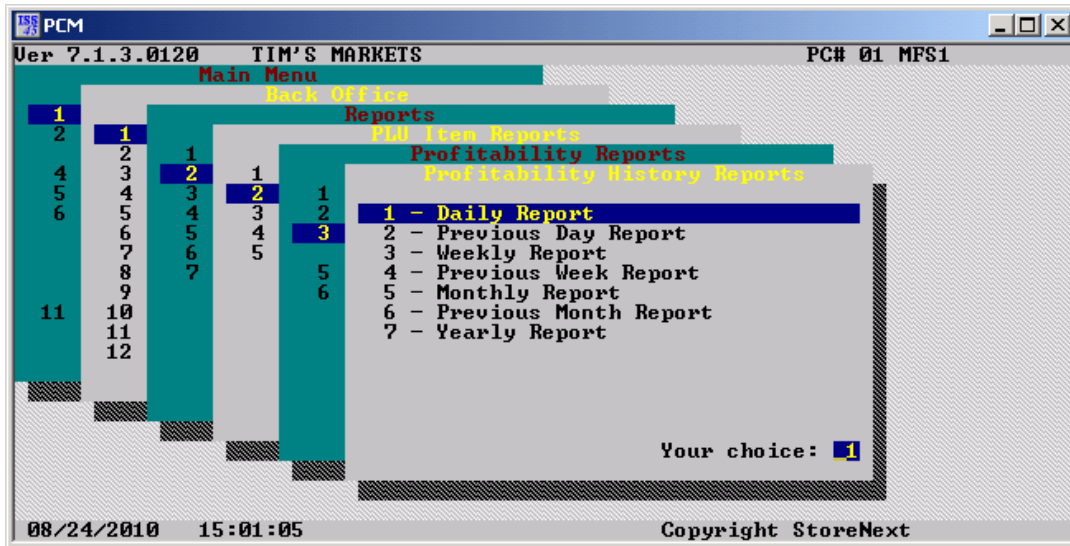 ISS 45 PCM
Ver 7.1.3.0120 TIM'S MARKETS PC# 01 MFS1
Main Menu
Back Office
1 Reports
2 1 PLU Item Reports
2 1 Profitability Reports
4 3 2 1 Profitability History Reports
5 4 3 2 1
6 5 4 3 2 1 - Daily Report
6 5 4 3 2 - Previous Day Report
7 6 5 3 - Weekly Report
8 7 5 4 - Previous Week Report
9 6 5 - Monthly Report
11 10 6 - Previous Month Report
11 7 - Yearly Report
12
Your choice: 1
08/24/2010 15:01:05 Copyright StoreNext